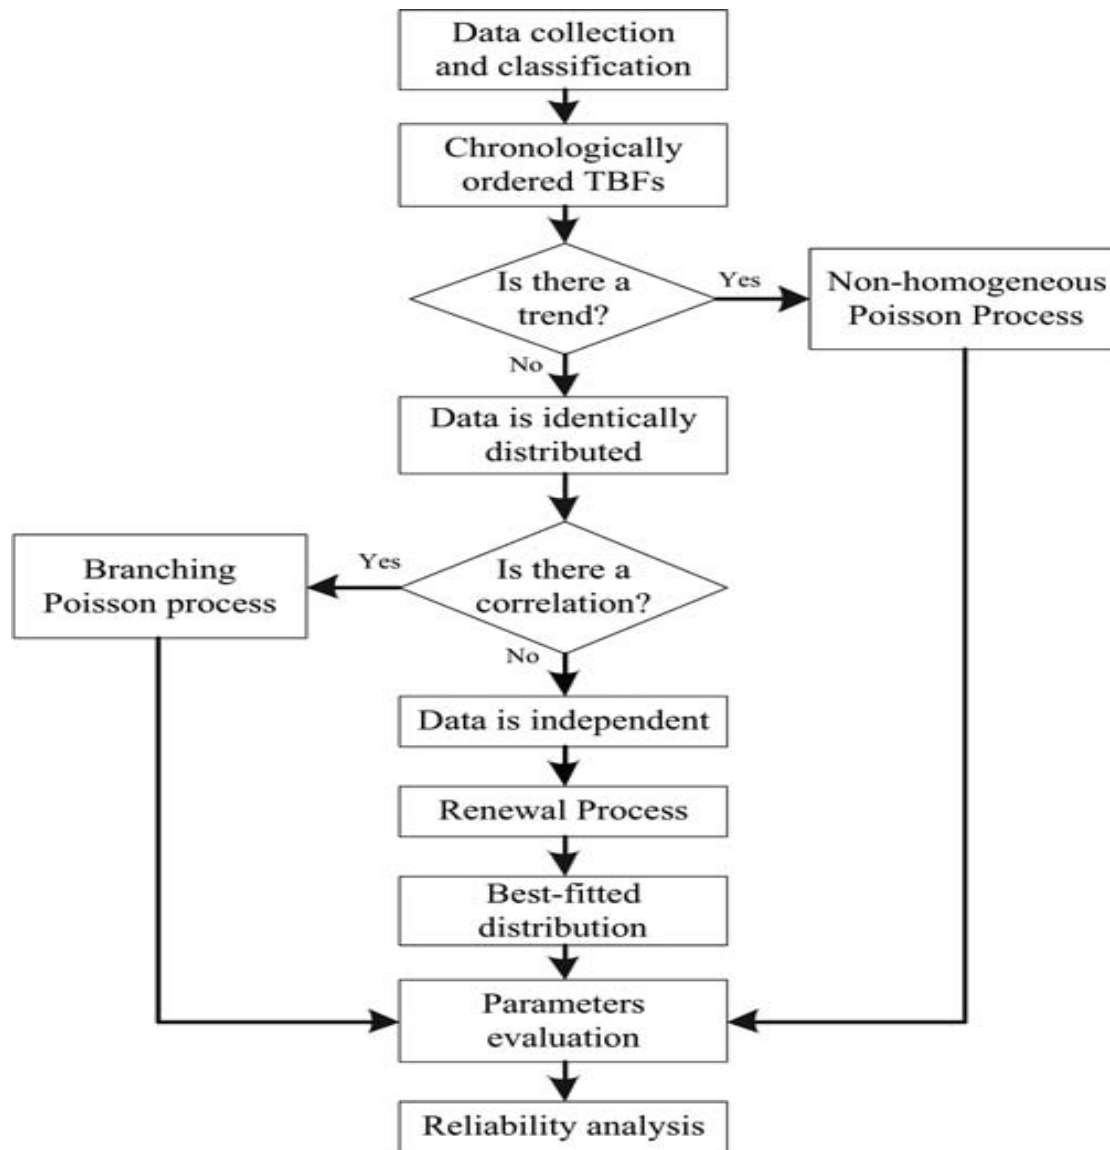 Data collection
and classification
Chronologically
ordered TBFs
Is there a
trend?
Yes
Non-homogeneous
Poisson Process
No
Data is identically
distributed
Branching
Poisson process
Yes
Is there a
correlation?
No
Data is independent
Renewal Process
Best-fitted
distribution
Parameters
evaluation
Reliability analysis